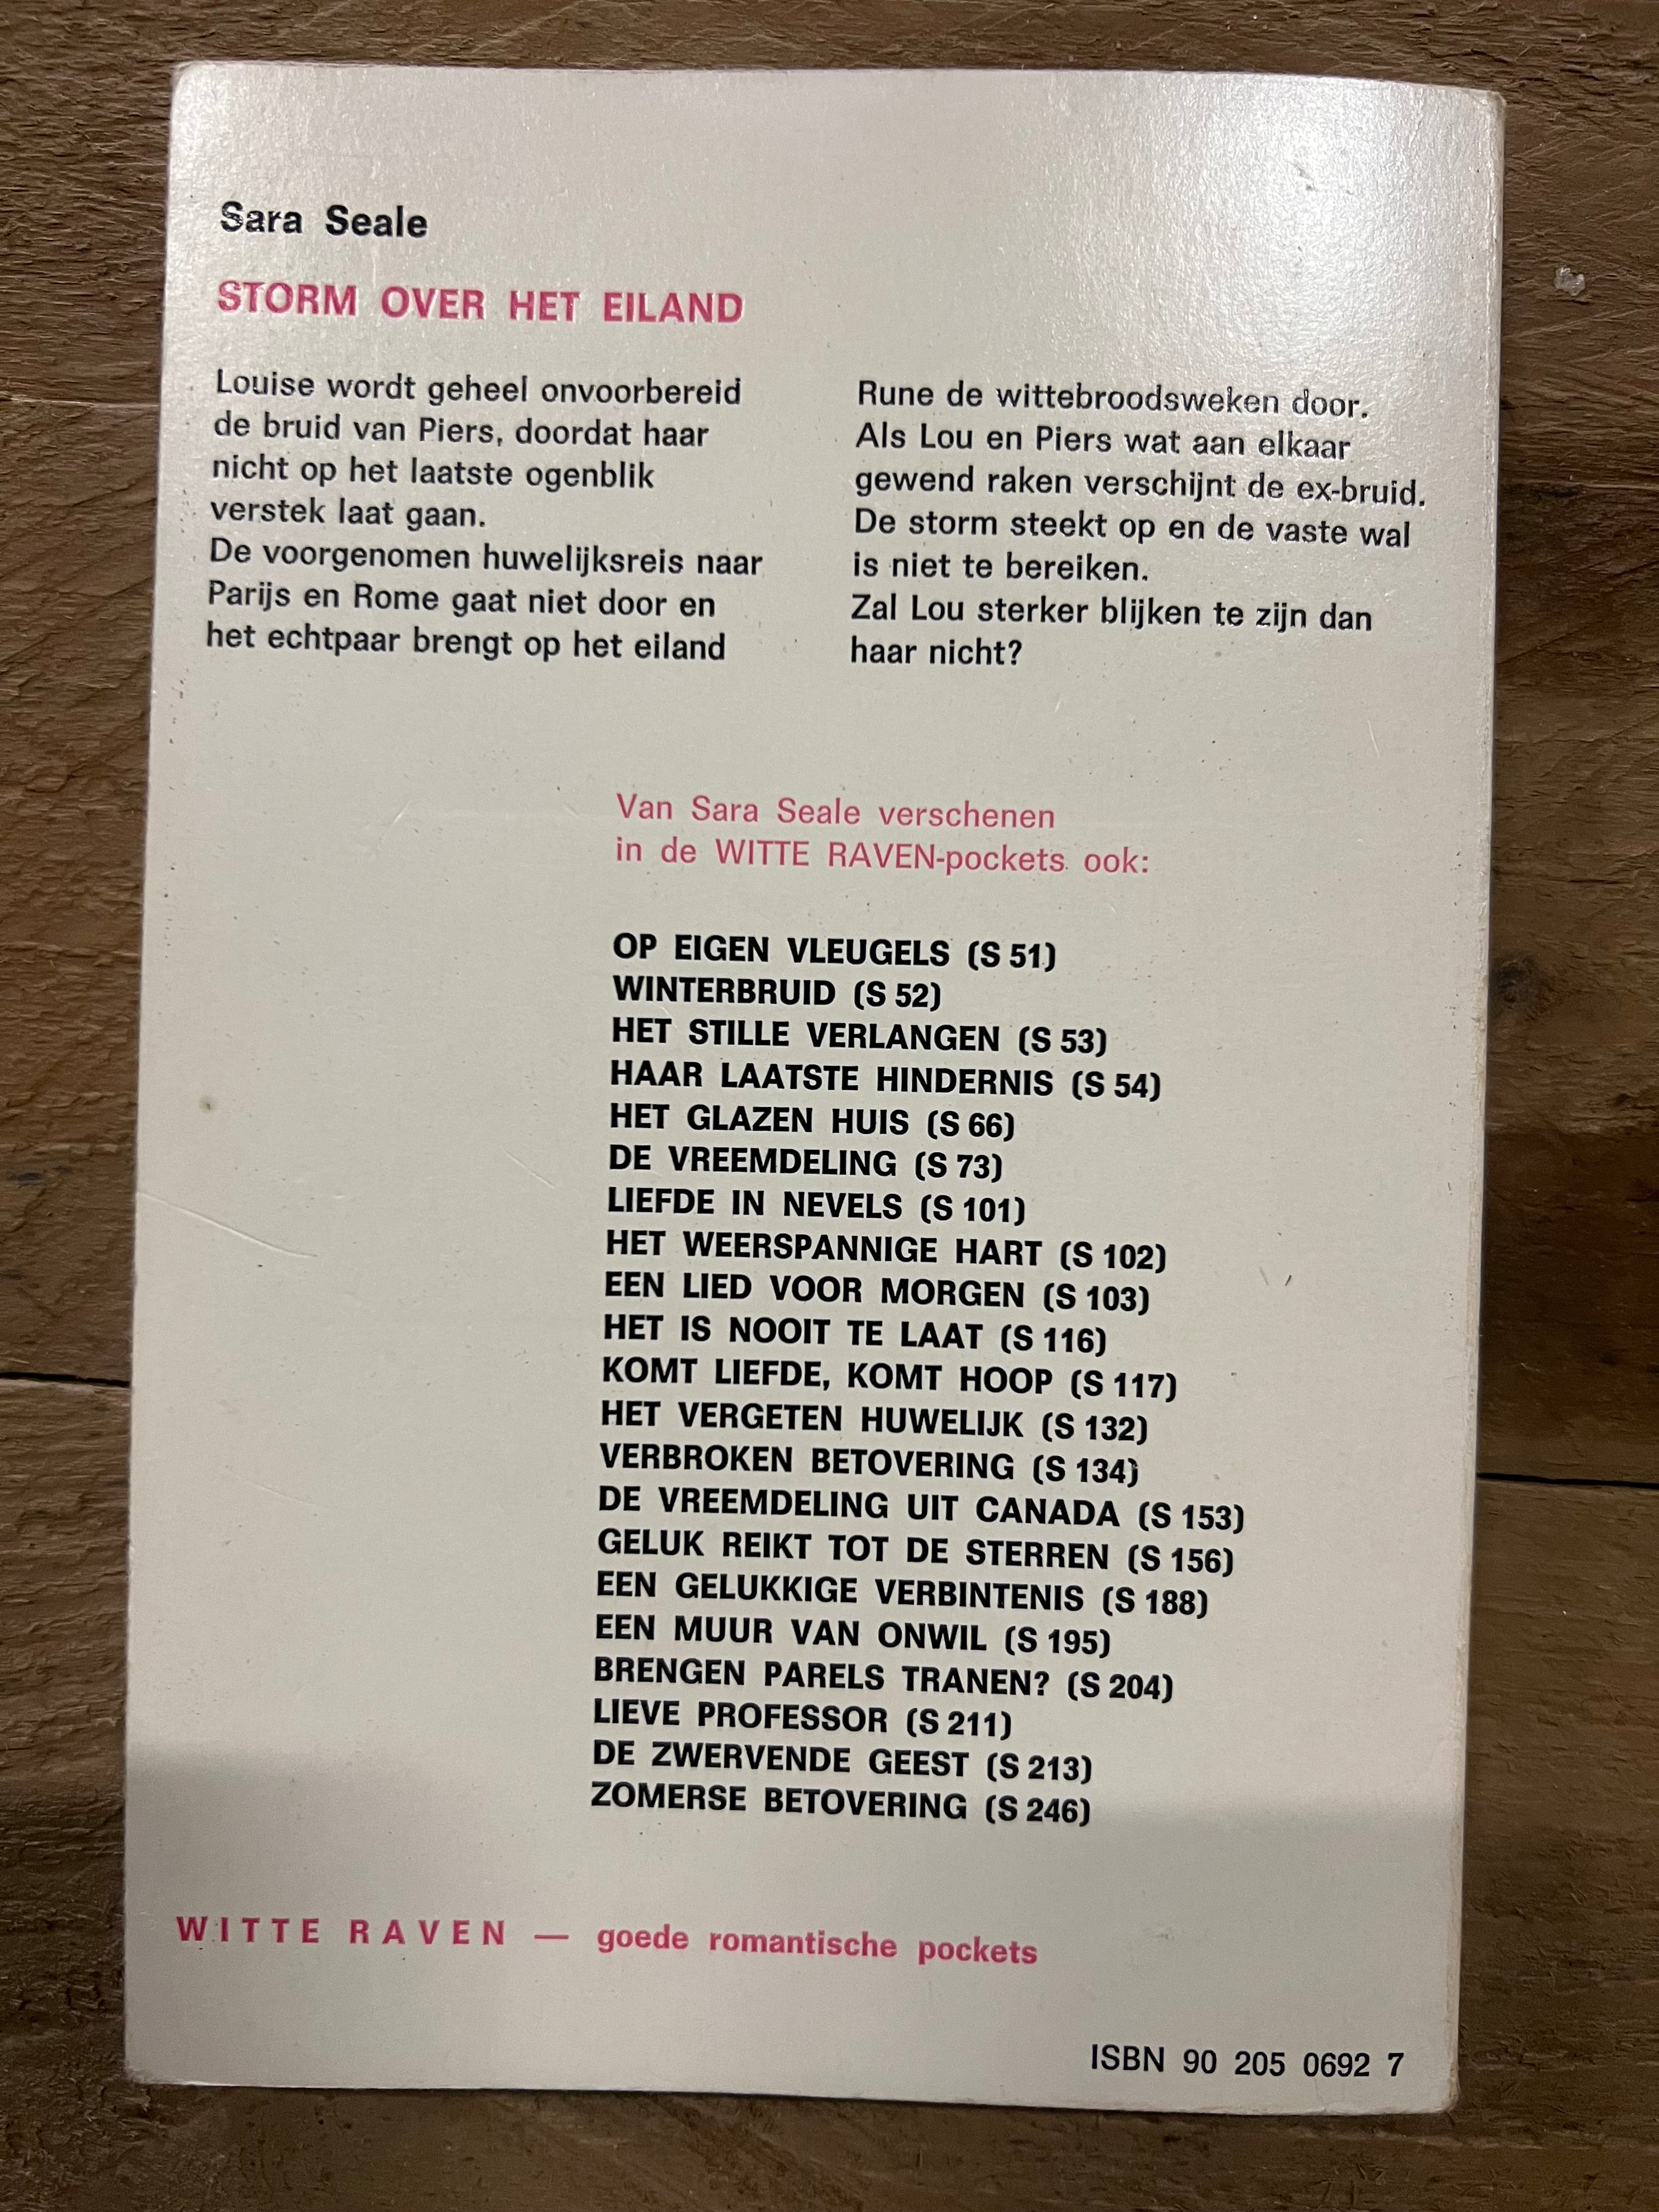 Sara Seale
STORM OVER HET EILAND
Louise wordt geheel onvoorbereid
de bruid van Piers, doordat haar
nicht op het laatste ogenblik
verstek laat gaan.
De voorgenomen huwelijksreis naar
Parijs en Rome gaat niet door en
het echtpaar brengt op het eiland
Rune de wittebroodsweken door.
Als Lou en Piers wat aan elkaar
gewend raken verschijnt de ex-bruid.
De storm steekt op en de vaste wal
is niet te bereiken.
Zal Lou sterker blijken te zijn dan
haar nicht?
Van Sara Seale verschenen
in de WITTE RAVEN-pockets ook:
OP EIGEN VLEUGELS (S 51)
WINTERBRUID (S 52)
HET STILLE VERLANGEN (S 53)
HAAR LAATSTE HINDERNIS (S 54)
HET GLAZEN HUIS (S 66)
DE VREEMDELING (S 73)
LIEFDE IN NEVELS (S 101)
HET WEERSPANNIGE HART (S 102)
EEN LIED VOOR MORGEN (S 103)
HET IS NOOIT TE LAAT (S 116)
KOMT LIEFDE, KOMT HOOP (S 117)
HET VERGETEN HUWELIJK (S 132)
VERBROKEN BETOVERING (S 134)
DE VREEMDELING UIT CANADA (S 153)
GELUK REIKT TOT DE STERREN (S 156)
EEN GELUKKIGE VERBINTENIS (S 188)
EEN MUUR VAN ONWIL (S 195)
BRENGEN PARELS TRANEN? (S 204)
LIEVE PROFESSOR (S 211)
DE ZWERVENDE GEEST (S 213)
ZOMERSE BETOVERING (S 246)
WITTE RAVEN — goede romantische pockets
ISBN 90 205 0692 7